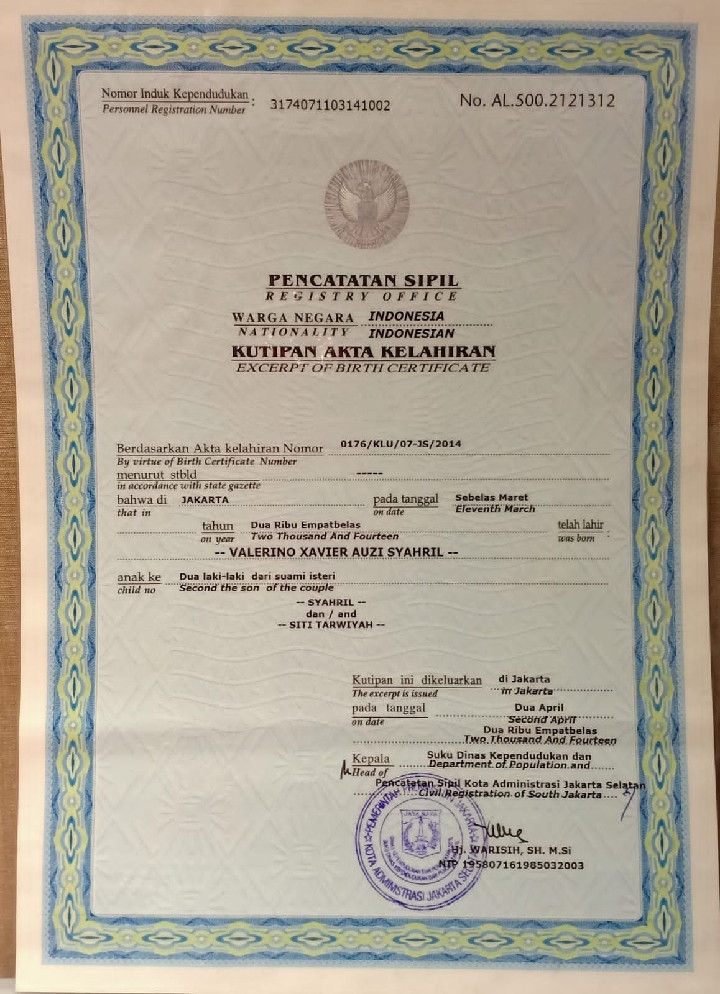 Nomor Induk Kependudukan : 3174071103141002 No. AL.500.2121312
Personnel Registration Number
PENCATATAN SIPIL
REGISTRY OFFICE
WARGA NEGARA INDONESIA
NATIONALITY INDONESIAN
KUTIPAN AKTA KELAHIRAN
EXCERPT OF BIRTH CERTIFICATE
Berdasarkan Akta kelahiran Nomor 0176/KLU/07-JS/2014
By virtue of Birth Certificate Number
menurut stbld -----
in accordance with state gazette
bahwa di JAKARTA pada tanggal Sebelas Maret
that in on date Eleventh March
tahun Dua Ribu Empatbelas telah lahir :
on year Two Thousand And Fourteen was born
-- VALERINO XAVIER AUZI SYAHRIL --
anak ke Dua laki-laki dari suami isteri
child no Second the son of the couple
-- SYAHRIL --
dan / and
-- SITI TARWIYAH --
Kutipan ini dikeluarkan di Jakarta
The excerpt is issued in Jakarta
pada tanggal Dua April
on date Second April
Dua Ribu Empatbelas
Two Thousand And Fourteen
Kepala Suku Dinas Kependudukan dan
Head of Department of Population and
Pencatatan Sipil Kota Administrasi Jakarta Selatan
Civil Registration of South Jakarta
JAYA RAYA
KOTA ADMINISTRASI JAKARTA SELATAN
Hj. WARISIH, SH. M.Si
NIP 195807161985032003